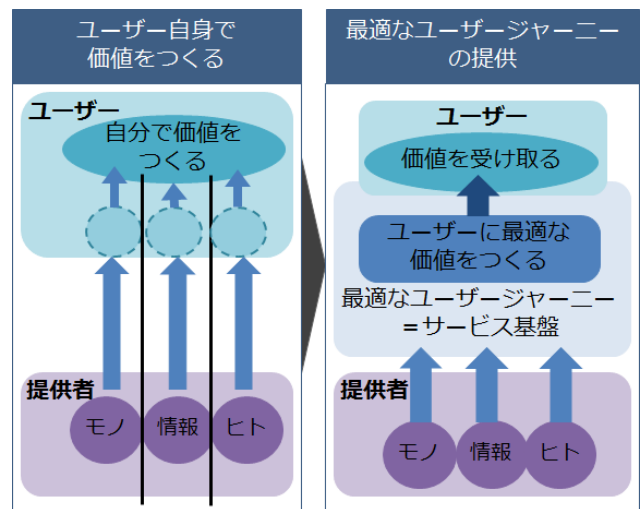 ユーザー自身で
価値をつくる
ユーザー
自分で価値を
つくる
提供者
モノ
情報
ヒト
最適なユーザージャーニー
の提供
ユーザー
価値を受け取る
ユーザーに最適な
価値をつくる
最適なユーザージャーニー
＝サービス基盤
提供者
モノ
情報
ヒト